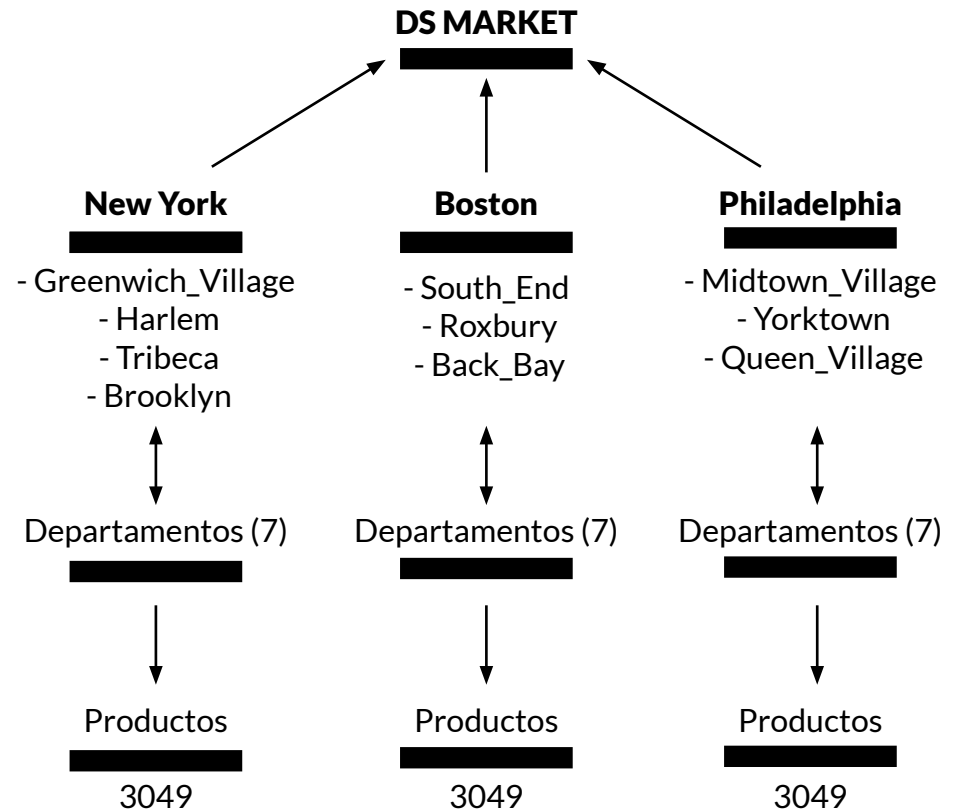 DS MARKET
New York
- Greenwich_Village
- Harlem
- Tribeca
- Brooklyn
Departamentos (7)
Productos
3049
Boston
- South_End
- Roxbury
- Back_Bay
Departamentos (7)
Productos
3049
Philadelphia
- Midtown_Village
- Yorktown
- Queen_Village
Departamentos (7)
Productos
3049